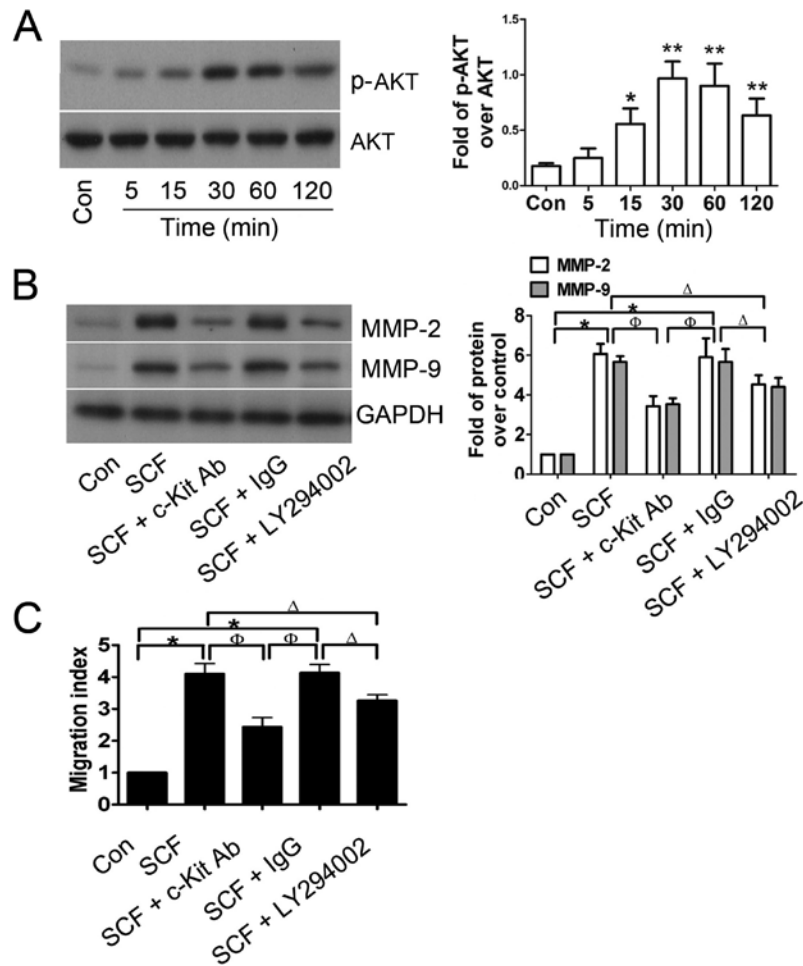 A
p-AKT
AKT
Con
5 15 30 60 120
Time (min)
Fold of p-AKT
over AKT
1.5
1.0
0.5
0.0
* ** ** **
Con 5 15 30 60 120
Time (min)
B
MMP-2
MMP-9
GAPDH
Con
SCF
SCF + c-Kit Ab
SCF + IgG
SCF + LY294002
MMP-2
MMP-9
Δ
*
* Φ Φ Δ
Fold of protein
over control
8
6
4
2
0
Con
SCF
SCF + c-Kit Ab
SCF + IgG
SCF + LY294002
C
Δ
*
* Φ Φ Δ
Migration index
5
4
3
2
1
0
Con
SCF
SCF + c-Kit Ab
SCF + IgG
SCF + LY294002